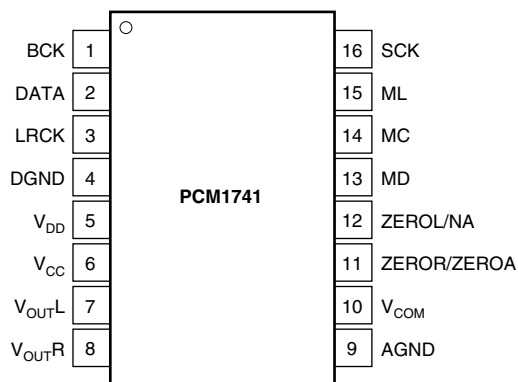 BCK 1 16 SCK
DATA 2 15 ML
LRCK 3 14 MC
DGND 4 13 MD
PCM1741
VDD 5 12 ZEROL/NA
VCC 6 11 ZEROR/ZEROA
VOUTL 7 10 VCOM
VOUTR 8 9 AGND